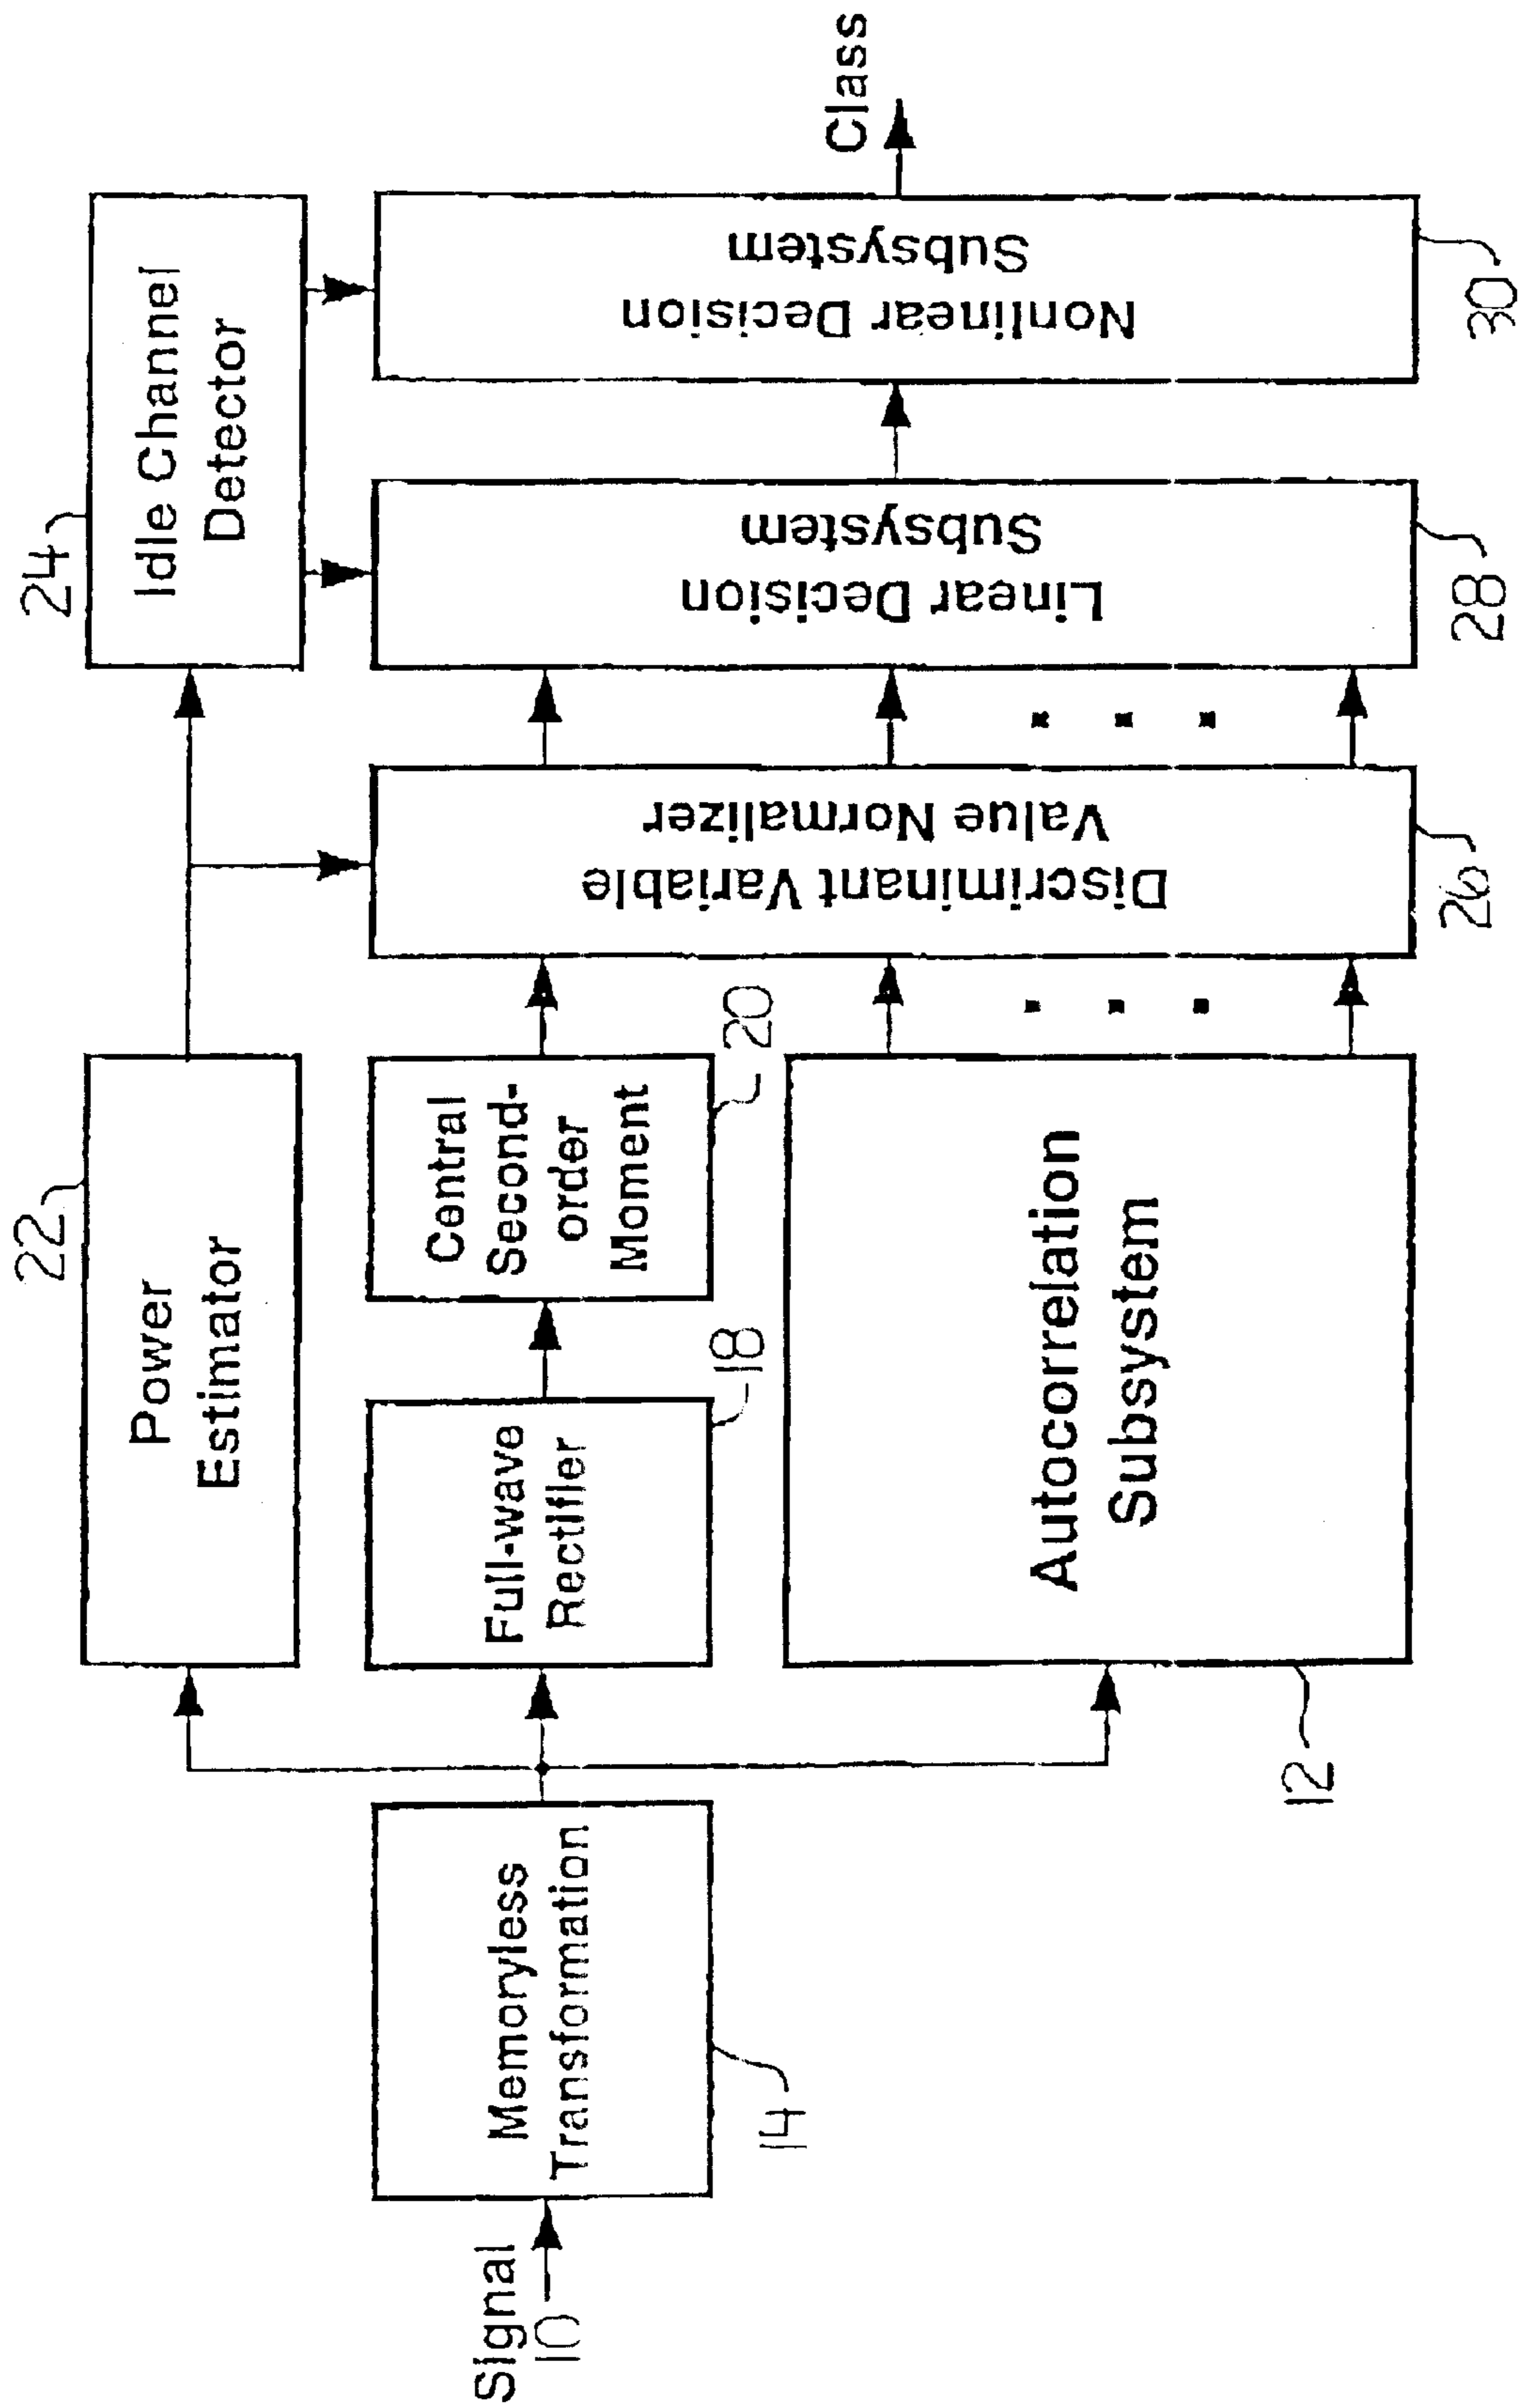 Signal
10
Memoryless
Transformation
14
22
Power
Estimator
Full-wave
Rectifier
18
Central
Second-
order
Moment
20
Autocorrelation
Subsystem
12
Discriminant Variable
Value Normalizer
26
24
Idle Channel
Detector
Linear Decision
Subsystem
28
Nonlinear Decision
Subsystem
30
Class